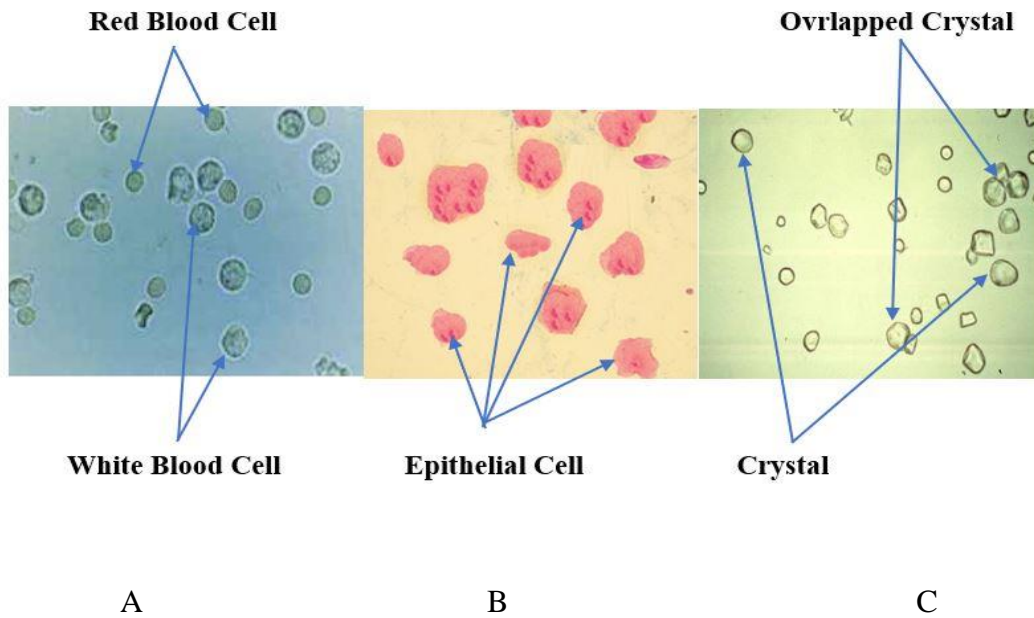 Red Blood Cell
Ovrlapped Crystal
White Blood Cell
Epithelial Cell
Crystal
A
B
C